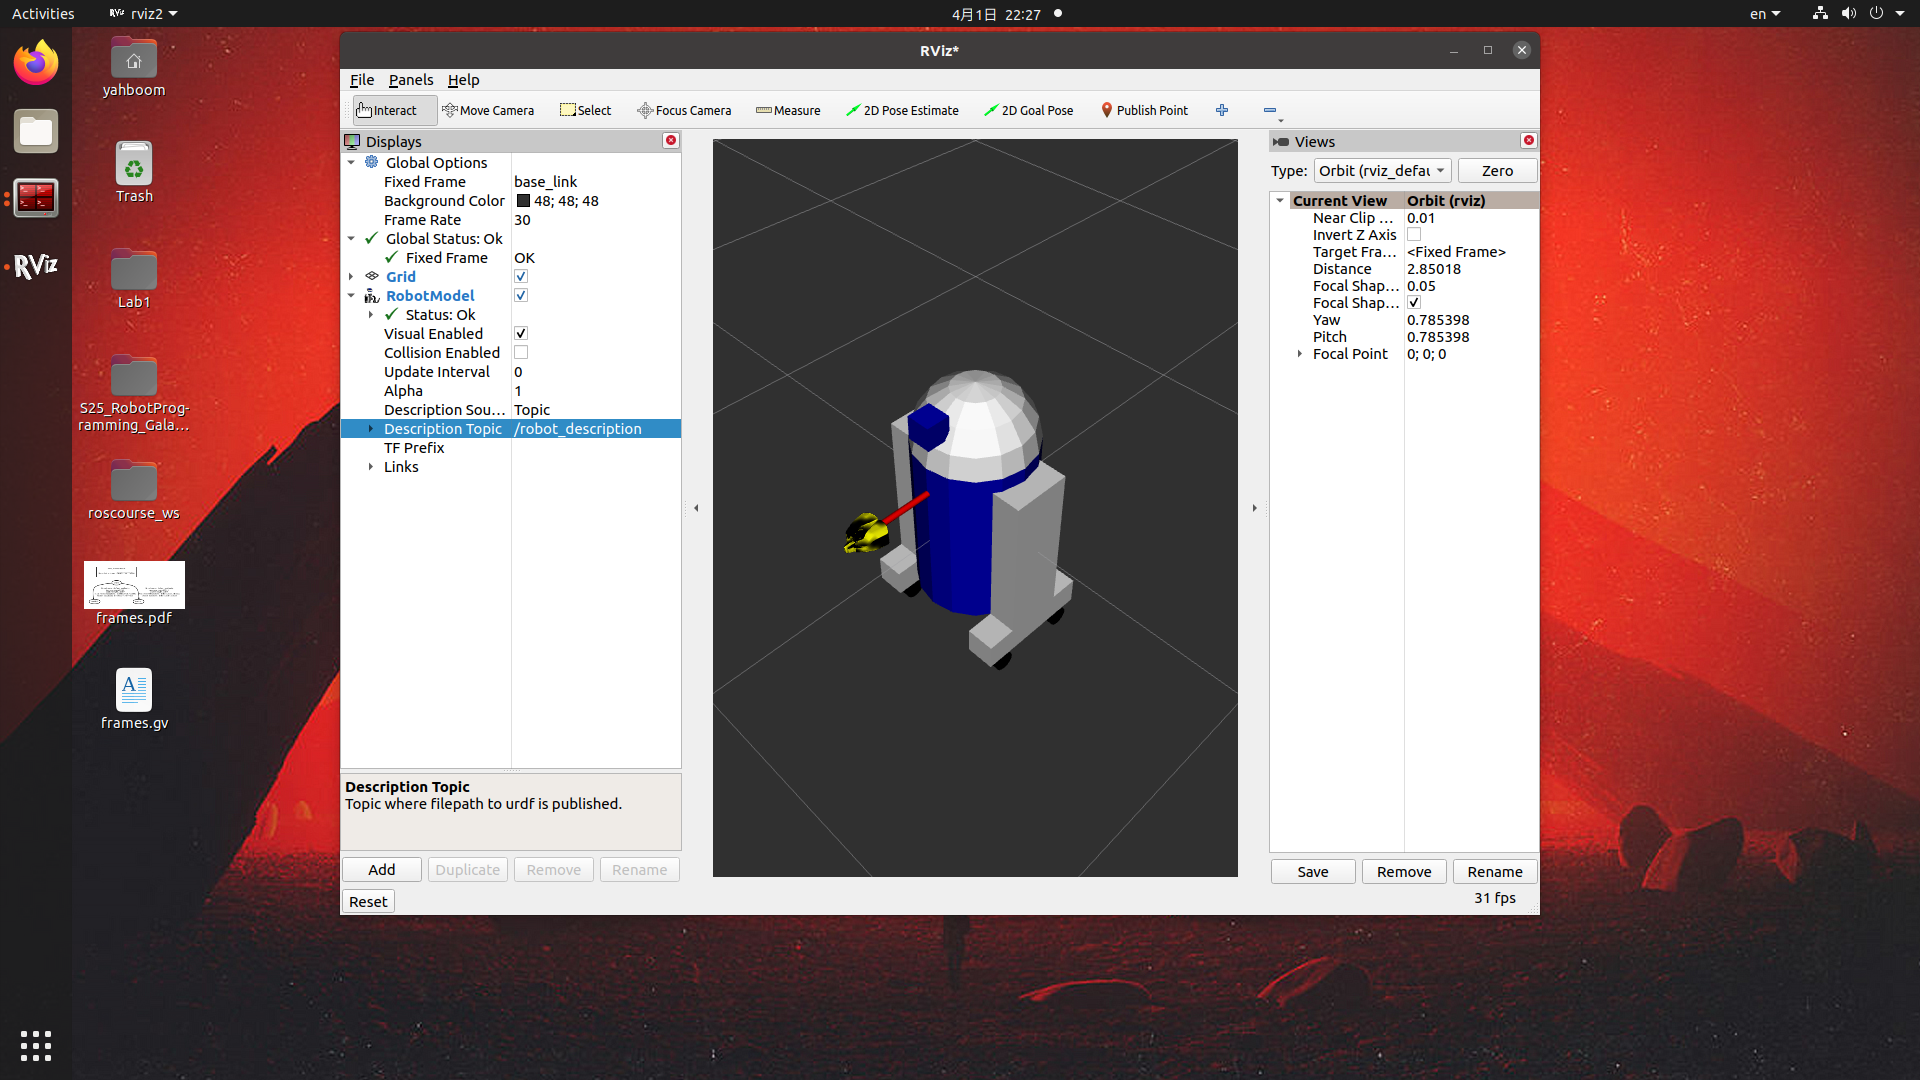 Activities
RViz rviz2
4月1日 22:27
en
yahboom
Trash
Lab1
S25_RobotProg-
ramming_Gala...
roscourse_ws
frames.pdf
frames.gv
RViz
RViz*
File Panels Help
Interact Move Camera Select Focus Camera Measure 2D Pose Estimate 2D Goal Pose Publish Point
Displays
Global Options
Fixed Frame base_link
Background Color 48; 48; 48
Frame Rate 30
Global Status: Ok
Fixed Frame OK
Grid
RobotModel
Status: Ok
Visual Enabled
Collision Enabled
Update Interval 0
Alpha 1
Description Sou... Topic
Description Topic /robot_description
TF Prefix
Links
Description Topic
Topic where filepath to urdf is published.
Add Duplicate Remove Rename
Reset
Views
Type: Orbit (rviz_defau Zero
Current View Orbit (rviz)
Near Clip ... 0.01
Invert Z Axis
Target Fra... <Fixed Frame>
Distance 2.85018
Focal Shap... 0.05
Focal Shap...
Yaw 0.785398
Pitch 0.785398
Focal Point 0; 0; 0
Save Remove Rename
31 fps